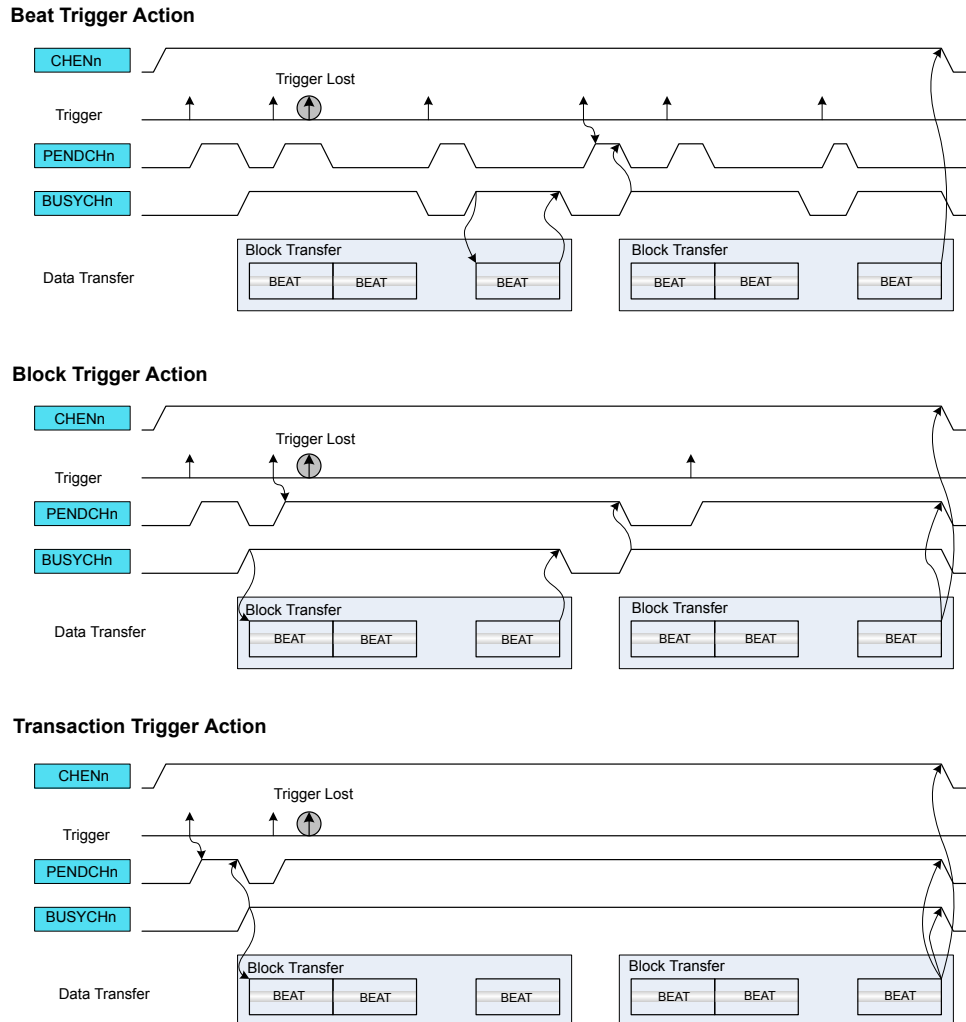 Beat Trigger Action
CHENn
Trigger Lost
Trigger
PENDCHn
BUSYCHn
Block Transfer
Block Transfer
Data Transfer
BEAT
BEAT
BEAT
BEAT
BEAT
BEAT
Block Trigger Action
CHENn
Trigger Lost
Trigger
PENDCHn
BUSYCHn
Block Transfer
Block Transfer
Data Transfer
BEAT
BEAT
BEAT
BEAT
BEAT
BEAT
Transaction Trigger Action
CHENn
Trigger Lost
Trigger
PENDCHn
BUSYCHn
Block Transfer
Block Transfer
Data Transfer
BEAT
BEAT
BEAT
BEAT
BEAT
BEAT